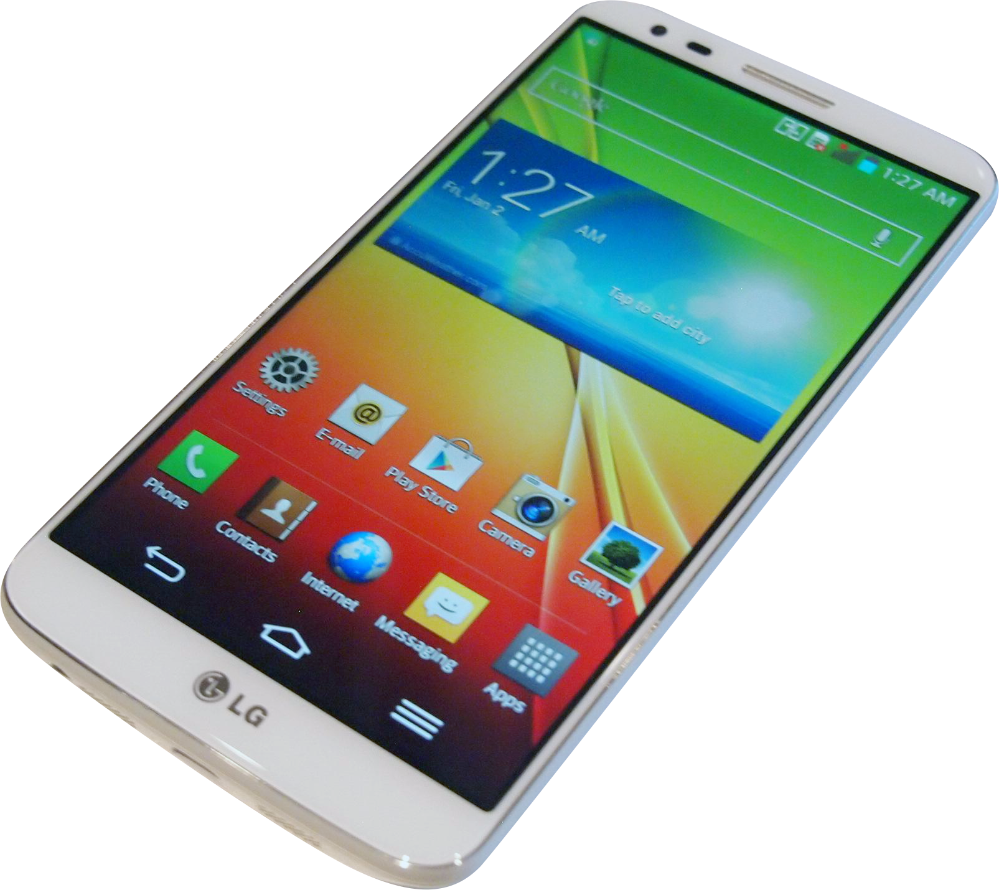 1:27 AM
Google
1:27
AM
Fri, Jan 2
Tap to add city
Settings
E-mail
Play Store
Camera
Gallery
Phone
Contacts
Internet
Messaging
Apps
LG